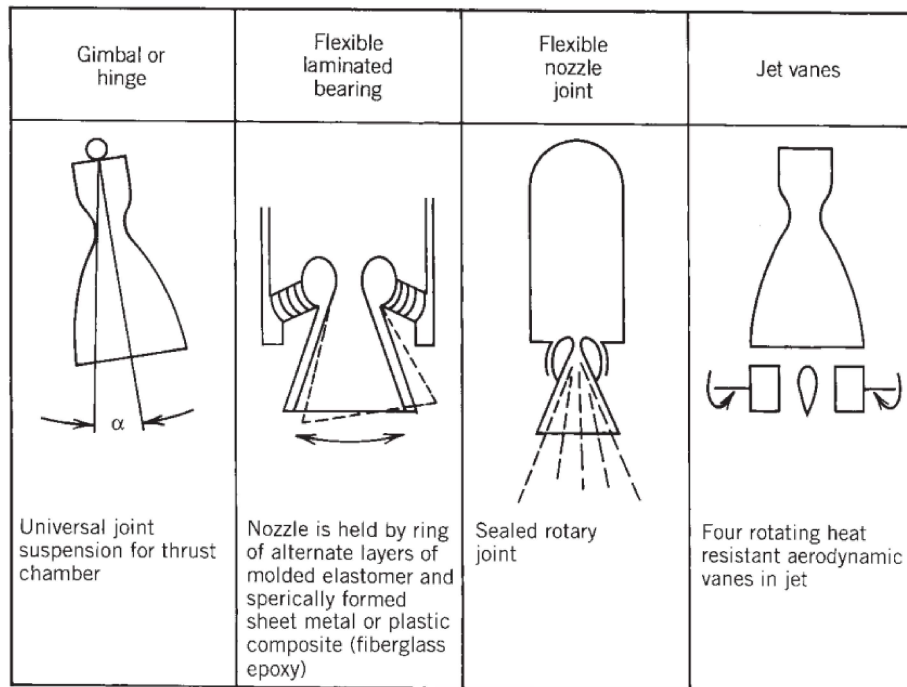 Gimbal or
hinge
Flexible
laminated
bearing
Flexible
nozzle
joint
Jet vanes
α
Universal joint
suspension for thrust
chamber
Nozzle is held by ring
of alternate layers of
molded elastomer and
sperically formed
sheet metal or plastic
composite (fiberglass
epoxy)
Sealed rotary
joint
Four rotating heat
resistant aerodynamic
vanes in jet